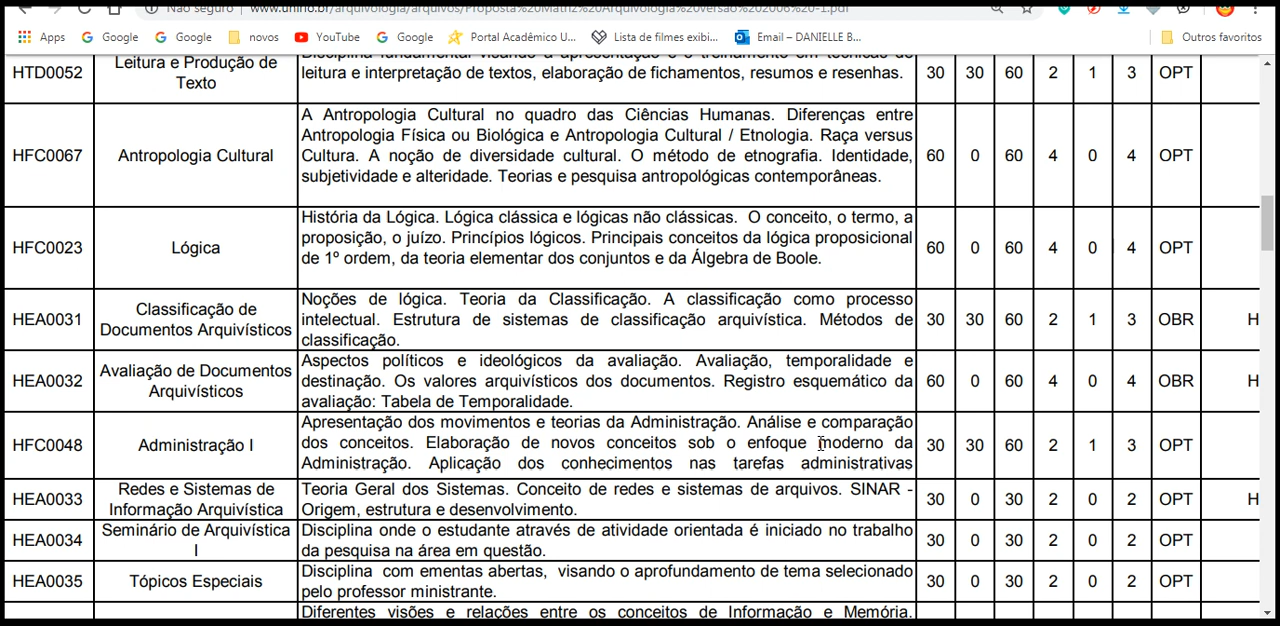 Não seguro | www.unirio.br/arquivologia/arquivos/Proposta%20Matriz%20Arquivologia%20versão%202006%20-1.pdf
Apps Google Google novos YouTube Google Portal Acadêmico U... Lista de filmes exibi... Email – DANIELLE B... Outros favoritos
HTD0052 Leitura e Produção de Texto Disciplina fundamental visando a apresentação e o treinamento em técnicas de
leitura e interpretação de textos, elaboração de fichamentos, resumos e resenhas. 30 30 60 2 1 3 OPT
HFC0067 Antropologia Cultural A Antropologia Cultural no quadro das Ciências Humanas. Diferenças entre
Antropologia Física ou Biológica e Antropologia Cultural / Etnologia. Raça versus
Cultura. A noção de diversidade cultural. O método de etnografia. Identidade,
subjetividade e alteridade. Teorias e pesquisa antropológicas contemporâneas. 60 0 60 4 0 4 OPT
HFC0023 Lógica História da Lógica. Lógica clássica e lógicas não clássicas. O conceito, o termo, a
proposição, o juízo. Princípios lógicos. Principais conceitos da lógica proposicional
de 1º ordem, da teoria elementar dos conjuntos e da Álgebra de Boole. 60 0 60 4 0 4 OPT
HEA0031 Classificação de Documentos Arquivísticos Noções de lógica. Teoria da Classificação. A classificação como processo
intelectual. Estrutura de sistemas de classificação arquivística. Métodos de
classificação. 30 30 60 2 1 3 OBR H
HEA0032 Avaliação de Documentos Arquivísticos Aspectos políticos e ideológicos da avaliação. Avaliação, temporalidade e
destinação. Os valores arquivísticos dos documentos. Registro esquemático da
avaliação: Tabela de Temporalidade. 60 0 60 4 0 4 OBR H
HFC0048 Administração I Apresentação dos movimentos e teorias da Administração. Análise e comparação
dos conceitos. Elaboração de novos conceitos sob o enfoque moderno da
Administração. Aplicação dos conhecimentos nas tarefas administrativas 30 30 60 2 1 3 OPT
HEA0033 Redes e Sistemas de Informação Arquivística Teoria Geral dos Sistemas. Conceito de redes e sistemas de arquivos. SINAR -
Origem, estrutura e desenvolvimento. 30 0 30 2 0 2 OPT H
HEA0034 Seminário de Arquivística I Disciplina onde o estudante através de atividade orientada é iniciado no trabalho
da pesquisa na área em questão. 30 0 30 2 0 2 OPT
HEA0035 Tópicos Especiais Disciplina com ementas abertas, visando o aprofundamento de tema selecionado
pelo professor ministrante. 30 0 30 2 0 2 OPT
Diferentes visões e relações entre os conceitos de Informação e Memória.